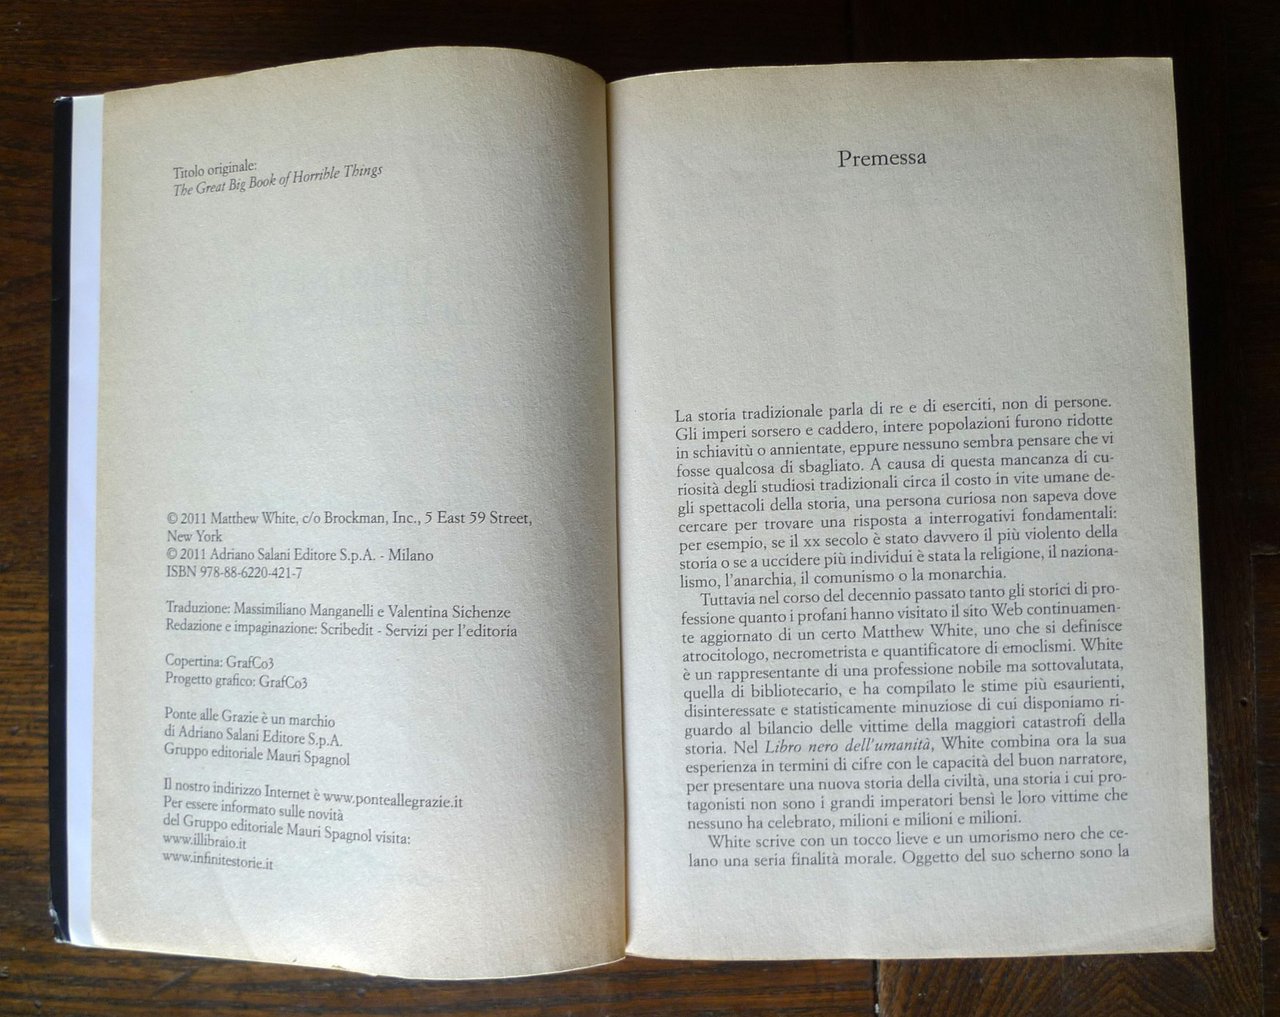 Titolo originale:
The Great Big Book of Horrible Things
© 2011 Matthew White, c/o Brockman, Inc., 5 East 59 Street,
New York
© 2011 Adriano Salani Editore S.p.A. - Milano
ISBN 978-88-6220-421-7
Traduzione: Massimiliano Manganelli e Valentina Sichenze
Redazione e impaginazione: Scribedit - Servizi per l'editoria
Copertina: GrafCo3
Progetto grafico: GrafCo3
Ponte alle Grazie è un marchio
di Adriano Salani Editore S.p.A.
Gruppo editoriale Mauri Spagnol
Il nostro indirizzo Internet è www.ponteallegrazie.it
Per essere informato sulle novità
del Gruppo editoriale Mauri Spagnol visita:
www.illibraio.it
www.infinitestorie.it
Premessa
La storia tradizionale parla di re e di eserciti, non di persone.
Gli imperi sorsero e caddero, intere popolazioni furono ridotte
in schiavitù o annientate, eppure nessuno sembra pensare che vi
fosse qualcosa di sbagliato. A causa di questa mancanza di cu-
riosità degli studiosi tradizionali circa il costo in vite umane de-
gli spettacoli della storia, una persona curiosa non sapeva dove
cercare per trovare una risposta a interrogativi fondamentali:
per esempio, se il xx secolo è stato davvero il più violento della
storia o se a uccidere più individui è stata la religione, il naziona-
lismo, l'anarchia, il comunismo o la monarchia.
Tuttavia nel corso del decennio passato tanto gli storici di pro-
fessione quanto i profani hanno visitato il sito Web continuamen-
te aggiornato di un certo Matthew White, uno che si definisce
atrocitologo, necrometrista e quantificatore di emoclismi. White
è un rappresentante di una professione nobile ma sottovalutata,
quella di bibliotecario, e ha compilato le stime più esaurienti,
disinteressate e statisticamente minuziose di cui disponiamo ri-
guardo al bilancio delle vittime della maggiori catastrofi della
storia. Nel Libro nero dell'umanità, White combina ora la sua
esperienza in termini di cifre con le capacità del buon narratore,
per presentare una nuova storia della civiltà, una storia i cui pro-
tagonisti non sono i grandi imperatori bensì le loro vittime che
nessuno ha celebrato, milioni e milioni e milioni.
White scrive con un tocco lieve e un umorismo nero che ce-
lano una seria finalità morale. Oggetto del suo scherno sono la